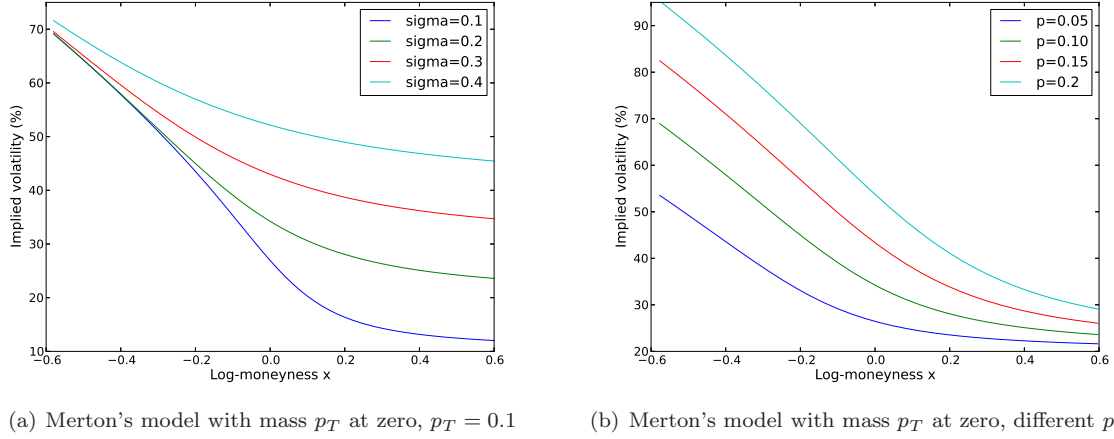 70
60
50
40
30
20
10
Implied volatility (%)
sigma=0.1
sigma=0.2
sigma=0.3
sigma=0.4
−0.6 −0.4 −0.2 0.0 0.2 0.4 0.6
Log-moneyness x
(a) Merton's model with mass p_T at zero, p_T = 0.1
90
80
70
60
50
40
30
20
Implied volatility (%)
p=0.05
p=0.10
p=0.15
p=0.2
−0.6 −0.4 −0.2 0.0 0.2 0.4 0.6
Log-moneyness x
(b) Merton's model with mass p_T at zero, different p